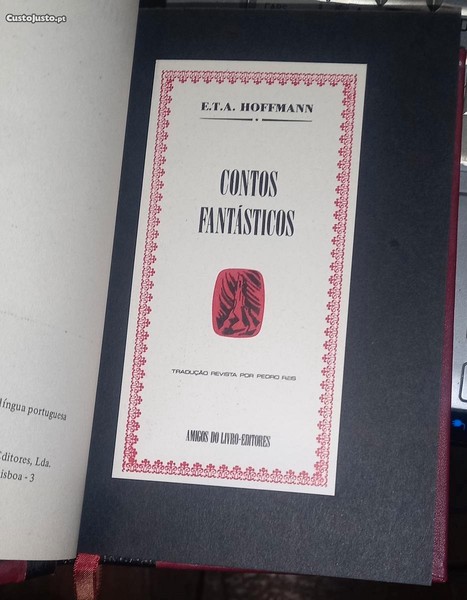 CustoJusto.pt
E.T.A. HOFFMANN
CONTOS
FANTÁSTICOS
TRADUÇÃO REVISTA POR PEDRO REIS
AMIGOS DO LIVRO-EDITORES
língua portuguesa
Editores, Lda.
isboa - 3